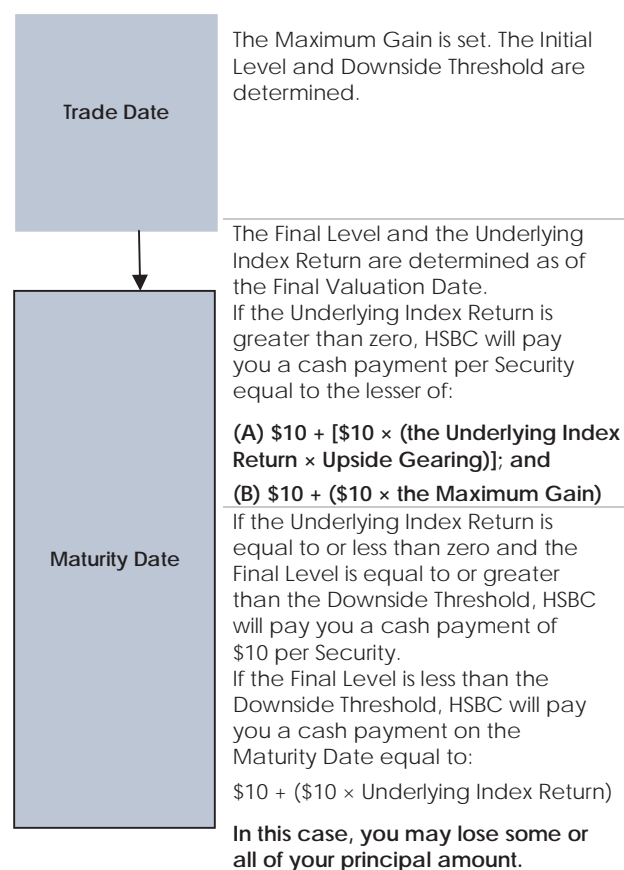 Trade Date
The Maximum Gain is set. The Initial
Level and Downside Threshold are
determined.
Maturity Date
The Final Level and the Underlying
Index Return are determined as of
the Final Valuation Date.
If the Underlying Index Return is
greater than zero, HSBC will pay
you a cash payment per Security
equal to the lesser of:
(A) $10 + [$10 × (the Underlying Index
Return × Upside Gearing)]; and
(B) $10 + ($10 × the Maximum Gain)
If the Underlying Index Return is
equal to or less than zero and the
Final Level is equal to or greater
than the Downside Threshold, HSBC
will pay you a cash payment of
$10 per Security.
If the Final Level is less than the
Downside Threshold, HSBC will pay
you a cash payment on the
Maturity Date equal to:
$10 + ($10 × Underlying Index Return)
In this case, you may lose some or
all of your principal amount.